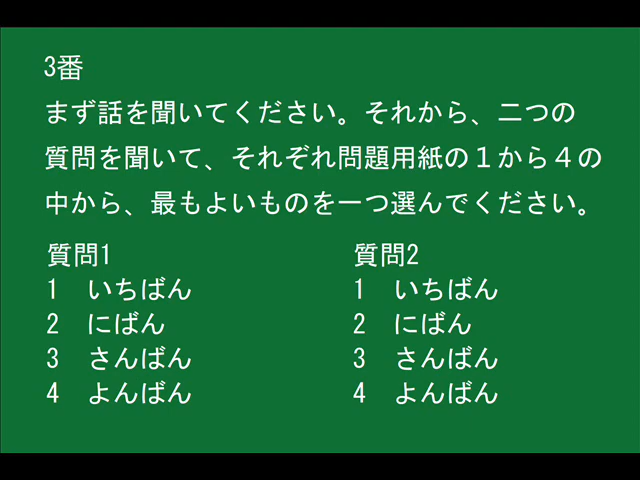 3番
まず話を聞いてください。それから、二つの
質問を聞いて、それぞれ問題用紙の１から４の
中から、最もよいものを一つ選んでください。
質問1
1 いちばん
2 にばん
3 さんばん
4 よんばん
質問2
1 いちばん
2 にばん
3 さんばん
4 よんばん